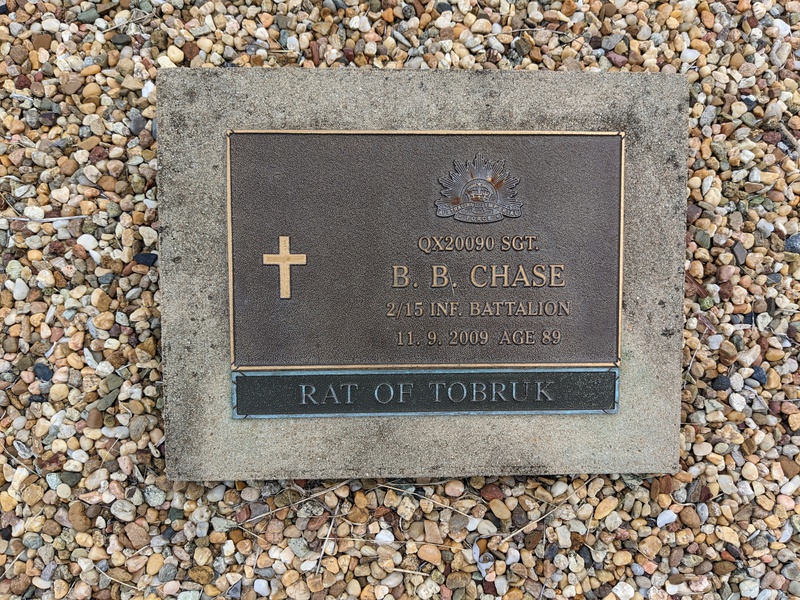 QX20090 SGT.
B. B. CHASE
2/15 INF. BATTALION
11. 9. 2009 AGE 89
RAT OF TOBRUK